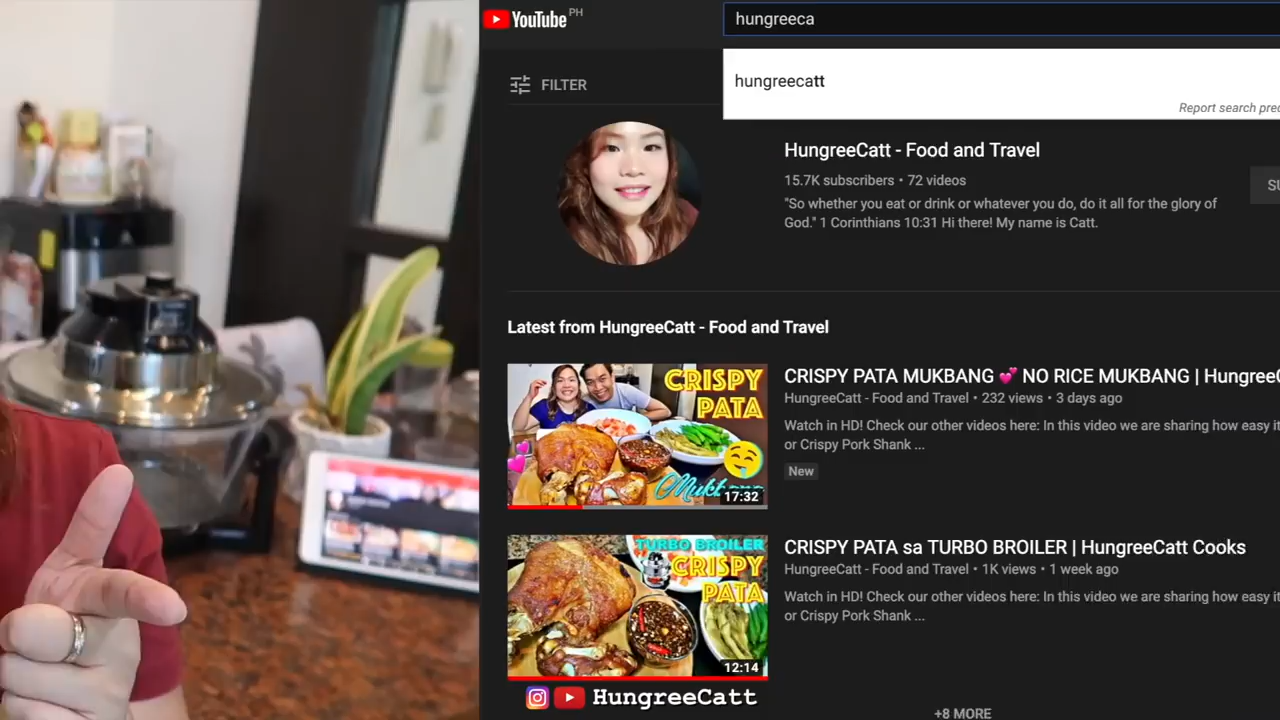 YouTube PH
hungreeca
hungreecatt
Report search pre
FILTER
HungreeCatt - Food and Travel
15.7K subscribers • 72 videos
"So whether you eat or drink or whatever you do, do it all for the glory of
God." 1 Corinthians 10:31 Hi there! My name is Catt.
Latest from HungreeCatt - Food and Travel
CRISPY
PATA
Mukbang
17:32
CRISPY PATA MUKBANG 💕 NO RICE MUKBANG | Hungree
HungreeCatt - Food and Travel • 232 views • 3 days ago
Watch in HD! Check our other videos here: In this video we are sharing how easy it
or Crispy Pork Shank ...
New
TURBO BROILER
CRISPY
PATA
12:14
CRISPY PATA sa TURBO BROILER | HungreeCatt Cooks
HungreeCatt - Food and Travel • 1K views • 1 week ago
Watch in HD! Check our other videos here: In this video we are sharing how easy it
or Crispy Pork Shank ...
HungreeCatt
+8 MORE